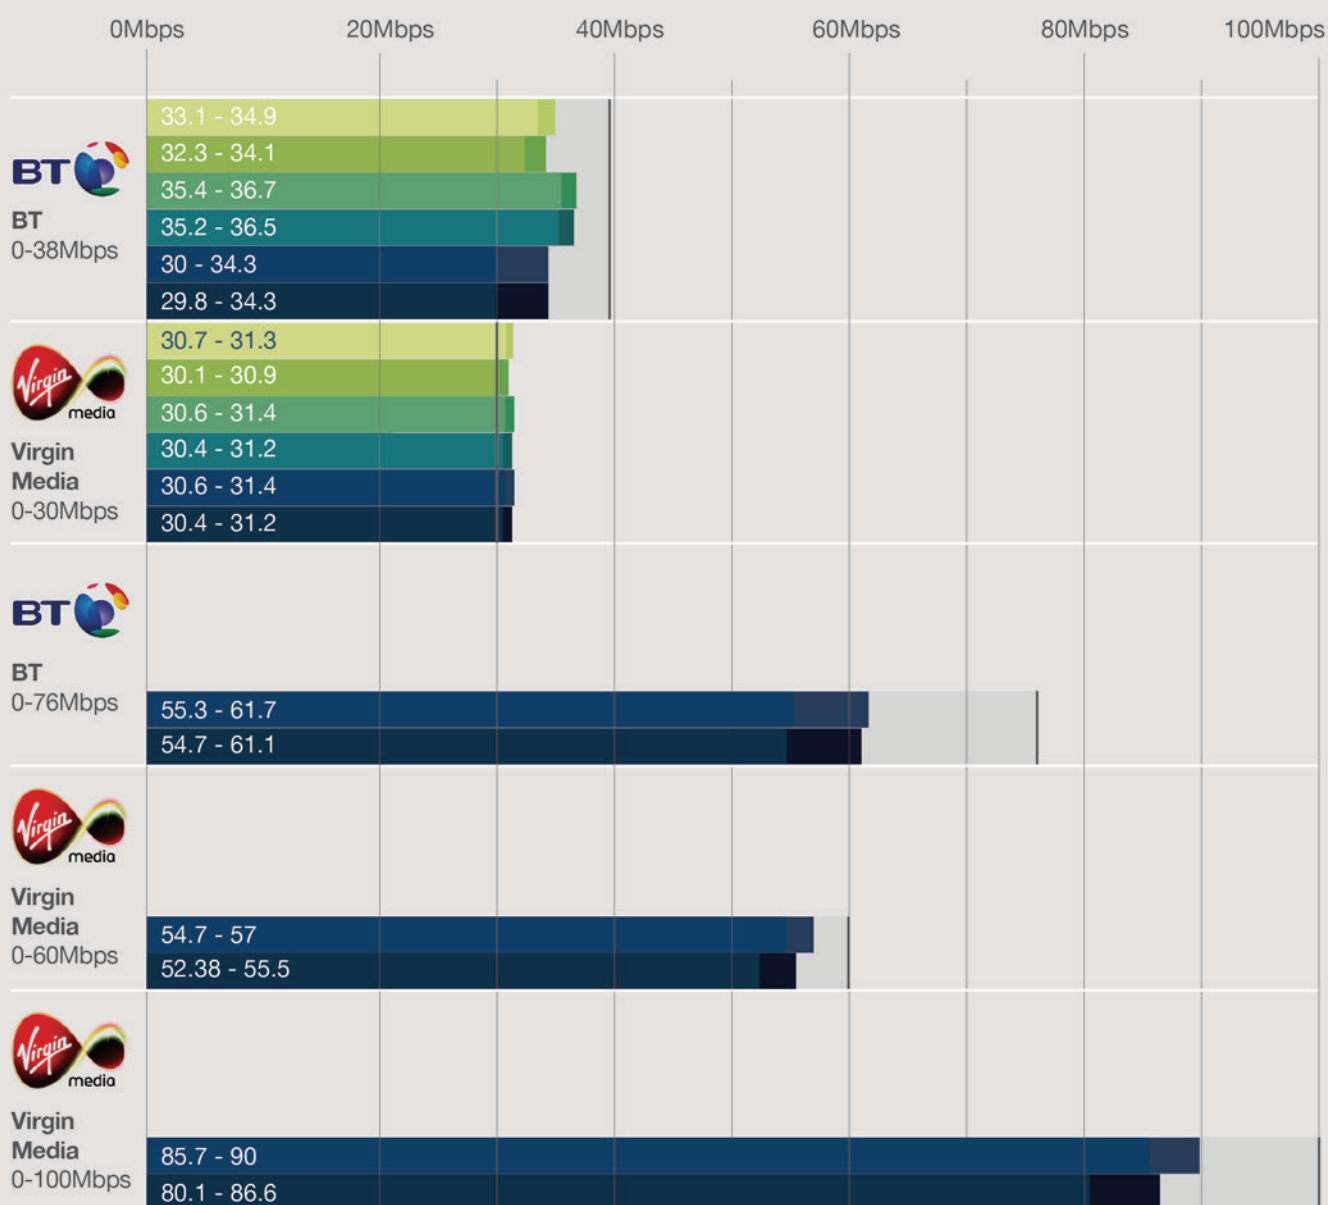 0Mbps 20Mbps 40Mbps 60Mbps 80Mbps 100Mbps
BT
BT
0-38Mbps
33.1 - 34.9
32.3 - 34.1
35.4 - 36.7
35.2 - 36.5
30 - 34.3
29.8 - 34.3
Virgin
media
Virgin
Media
0-30Mbps
30.7 - 31.3
30.1 - 30.9
30.6 - 31.4
30.4 - 31.2
30.6 - 31.4
30.4 - 31.2
BT
BT
0-76Mbps
55.3 - 61.7
54.7 - 61.1
Virgin
media
Virgin
Media
0-60Mbps
54.7 - 57
52.38 - 55.5
Virgin
media
Virgin
Media
0-100Mbps
85.7 - 90
80.1 - 86.6